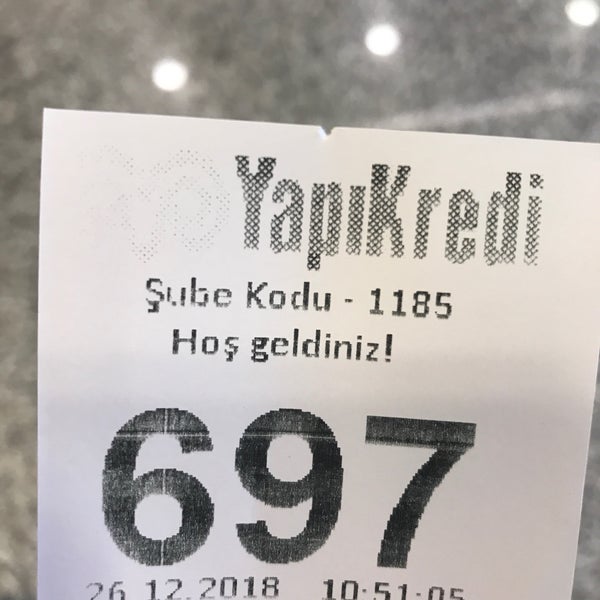 YapıKredi
Şube Kodu - 1185
Hoş geldiniz!
697
26.12.2018 10:51:05